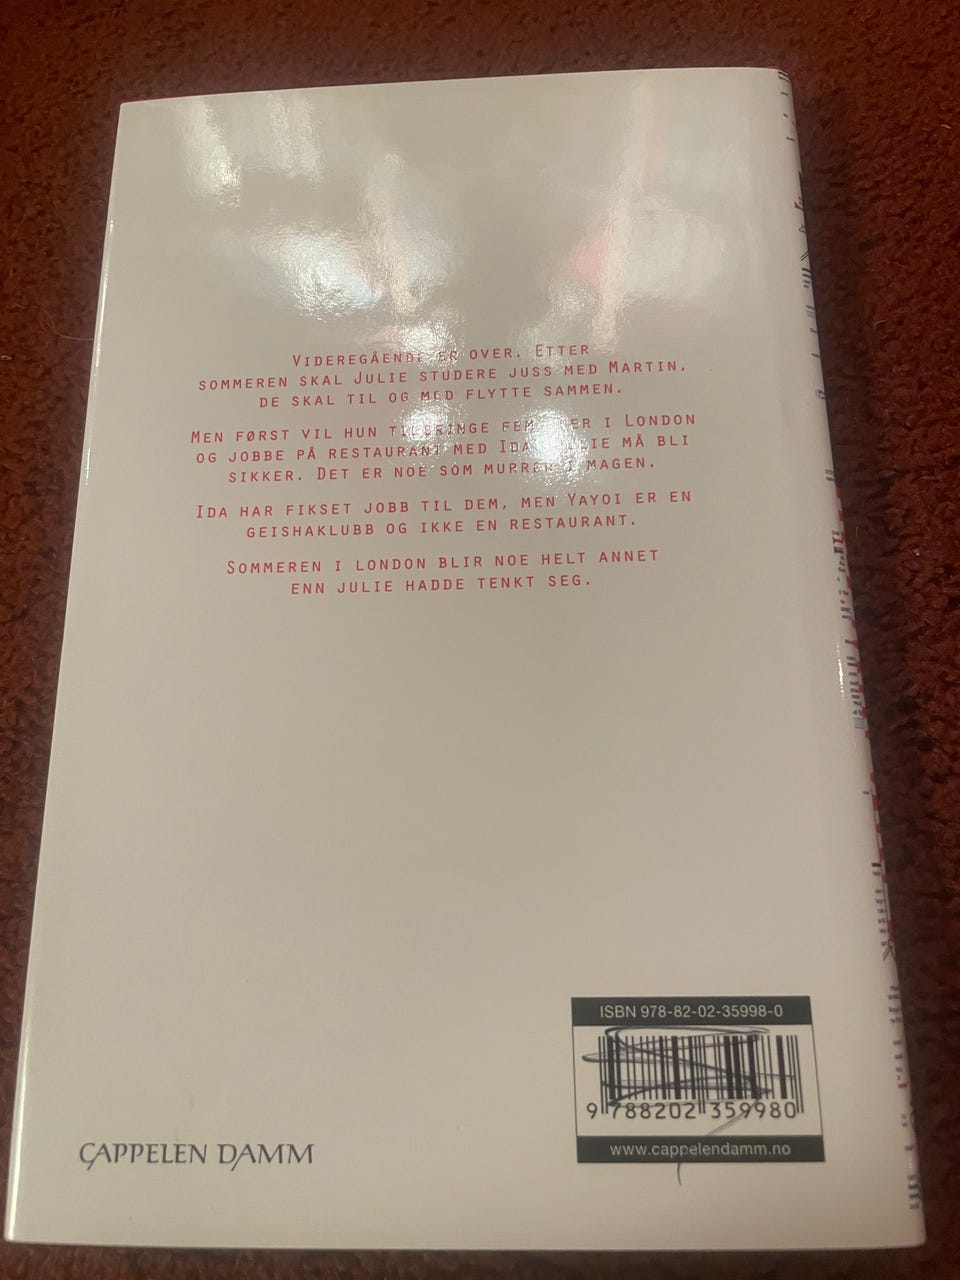 Videregående er over. Etter
sommeren skal Julie studere juss med Martin,
de skal til og med flytte sammen.
Men først vil hun tilbringe fem uker i London
og jobbe på restaurant med Ida. Julie må bli
sikker. Det er noe som murrer i magen.
Ida har fikset jobb til dem, men Yayoi er en
geishaklubb og ikke en restaurant.
Sommeren i london blir noe helt annet
enn julie hadde tenkt seg.
ISBN 978-82-02-35998-0
9 788202 359980
www.cappelendamm.no
CAPPELEN DAMM